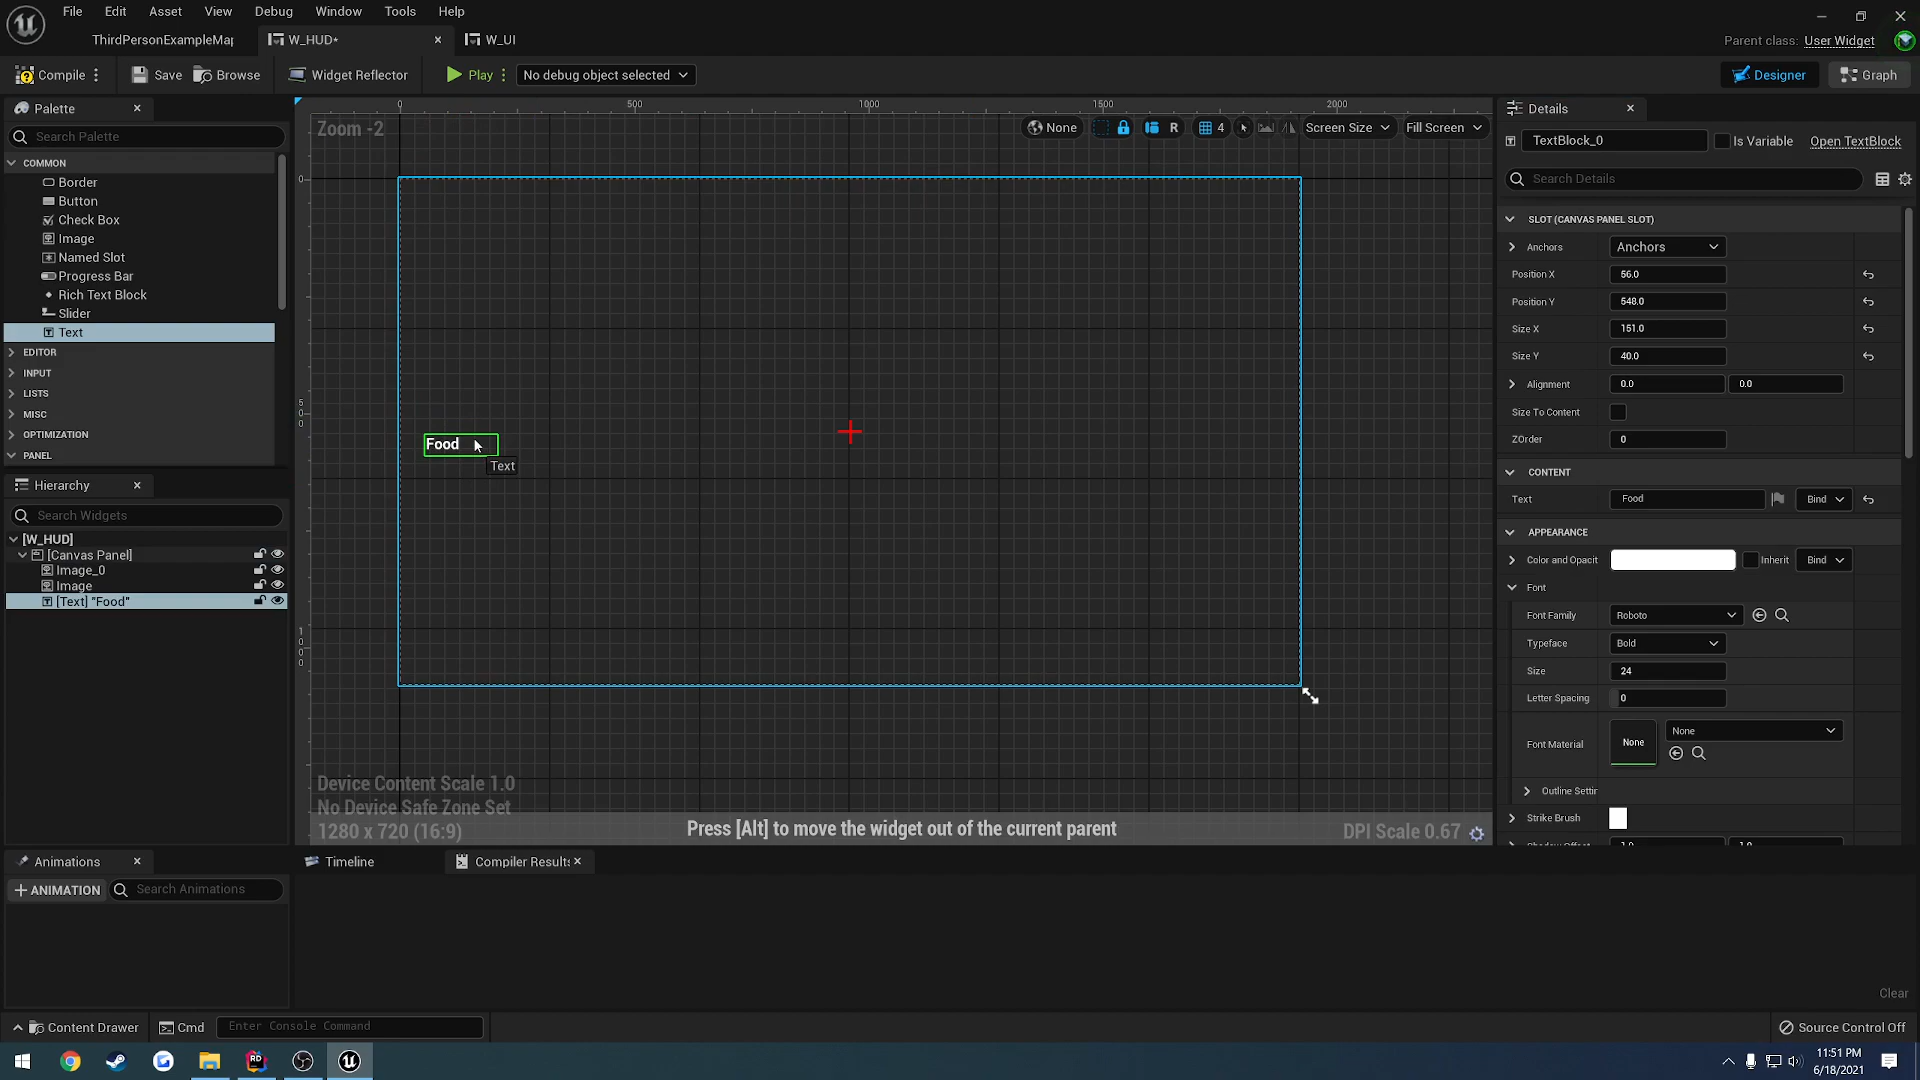 File Edit View Asset Debug Window Tools Help
ThirdPersonExampleMap W_HUD* W_UI
Parent class: User Widget
Compile Save Browse Widget Reflector Play No debug object selected Designer Graph
Palette
Search Palette
COMMON
Border
Button
Check Box
Image
Named Slot
Progress Bar
Rich Text Block
Slider
Text
EDITOR
INPUT
LISTS
MISC
OPTIMIZATION
PANEL
Hierarchy
Search Widgets
[W_HUD]
[Canvas Panel]
Image_0
Image
[Text] "Food"
Animations
+ ANIMATION Search Animations
0 500 1000 1500 2000
Zoom -2
None R 4 Screen Size Fill Screen
0
500
1000
Food
Text
Device Content Scale 1.0
No Device Safe Zone Set
1280 x 720 (16:9)
Press [Alt] to move the widget out of the current parent
DPI Scale 0.67
Timeline Compiler Results
Clear
Details
TextBlock_0 Is Variable Open TextBlock
Search Details
SLOT (CANVAS PANEL SLOT)
Anchors Anchors
Position X 56.0
Position Y 548.0
Size X 151.0
Size Y 40.0
Alignment 0.0 0.0
Size To Content
ZOrder 0
CONTENT
Text Food Bind
APPEARANCE
Color and Opacit Inherit Bind
Font
Font Family Roboto
Typeface Bold
Size 24
Letter Spacing 0
Font Material None None
Outline Settin
Strike Brush
Shadow Offset 1.0 1.0
Content Drawer Cmd Enter Console Command Source Control Off
RD
11:51 PM
6/18/2021